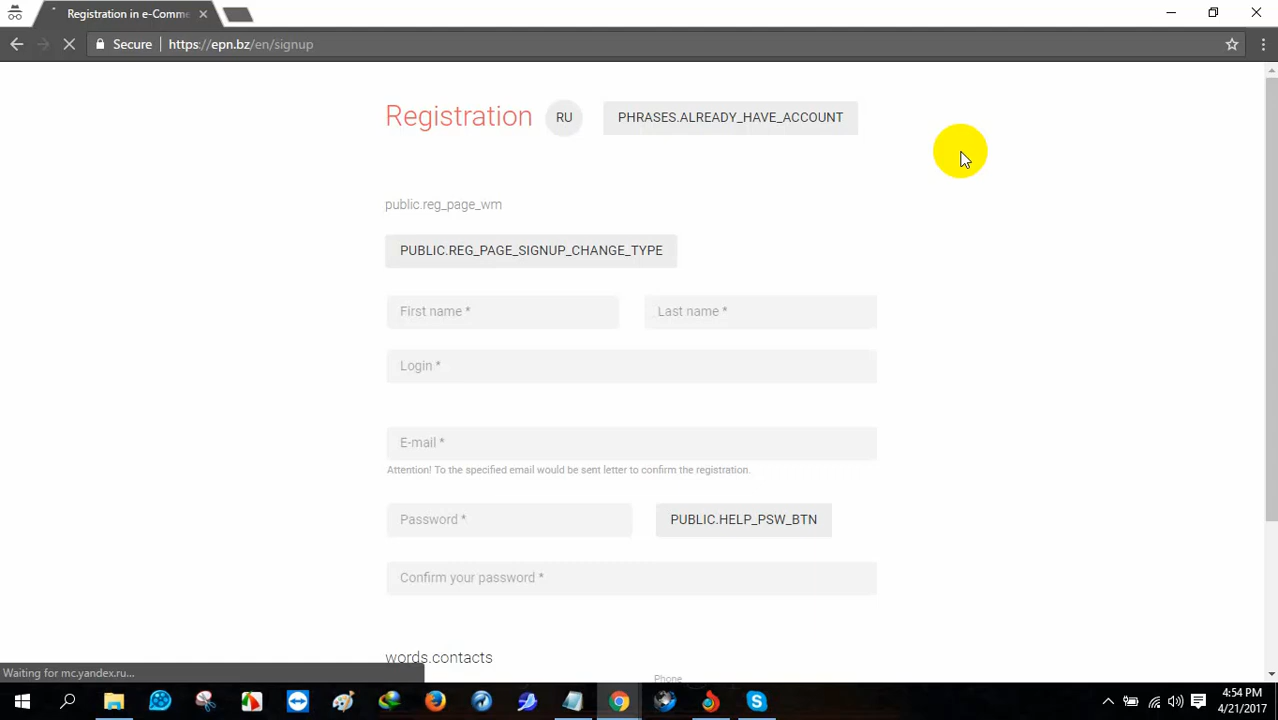 Registration in e-Comme
Secure
https://epn.bz/en/signup
Registration
RU
PHRASES.ALREADY_HAVE_ACCOUNT
public.reg_page_wm
PUBLIC.REG_PAGE_SIGNUP_CHANGE_TYPE
First name *
Last name *
Login *
E-mail *
Attention! To the specified email would be sent letter to confirm the registration.
Password *
PUBLIC.HELP_PSW_BTN
Confirm your password *
words.contacts
Phone
Waiting for mc.yandex.ru...
4:54 PM
4/21/2017